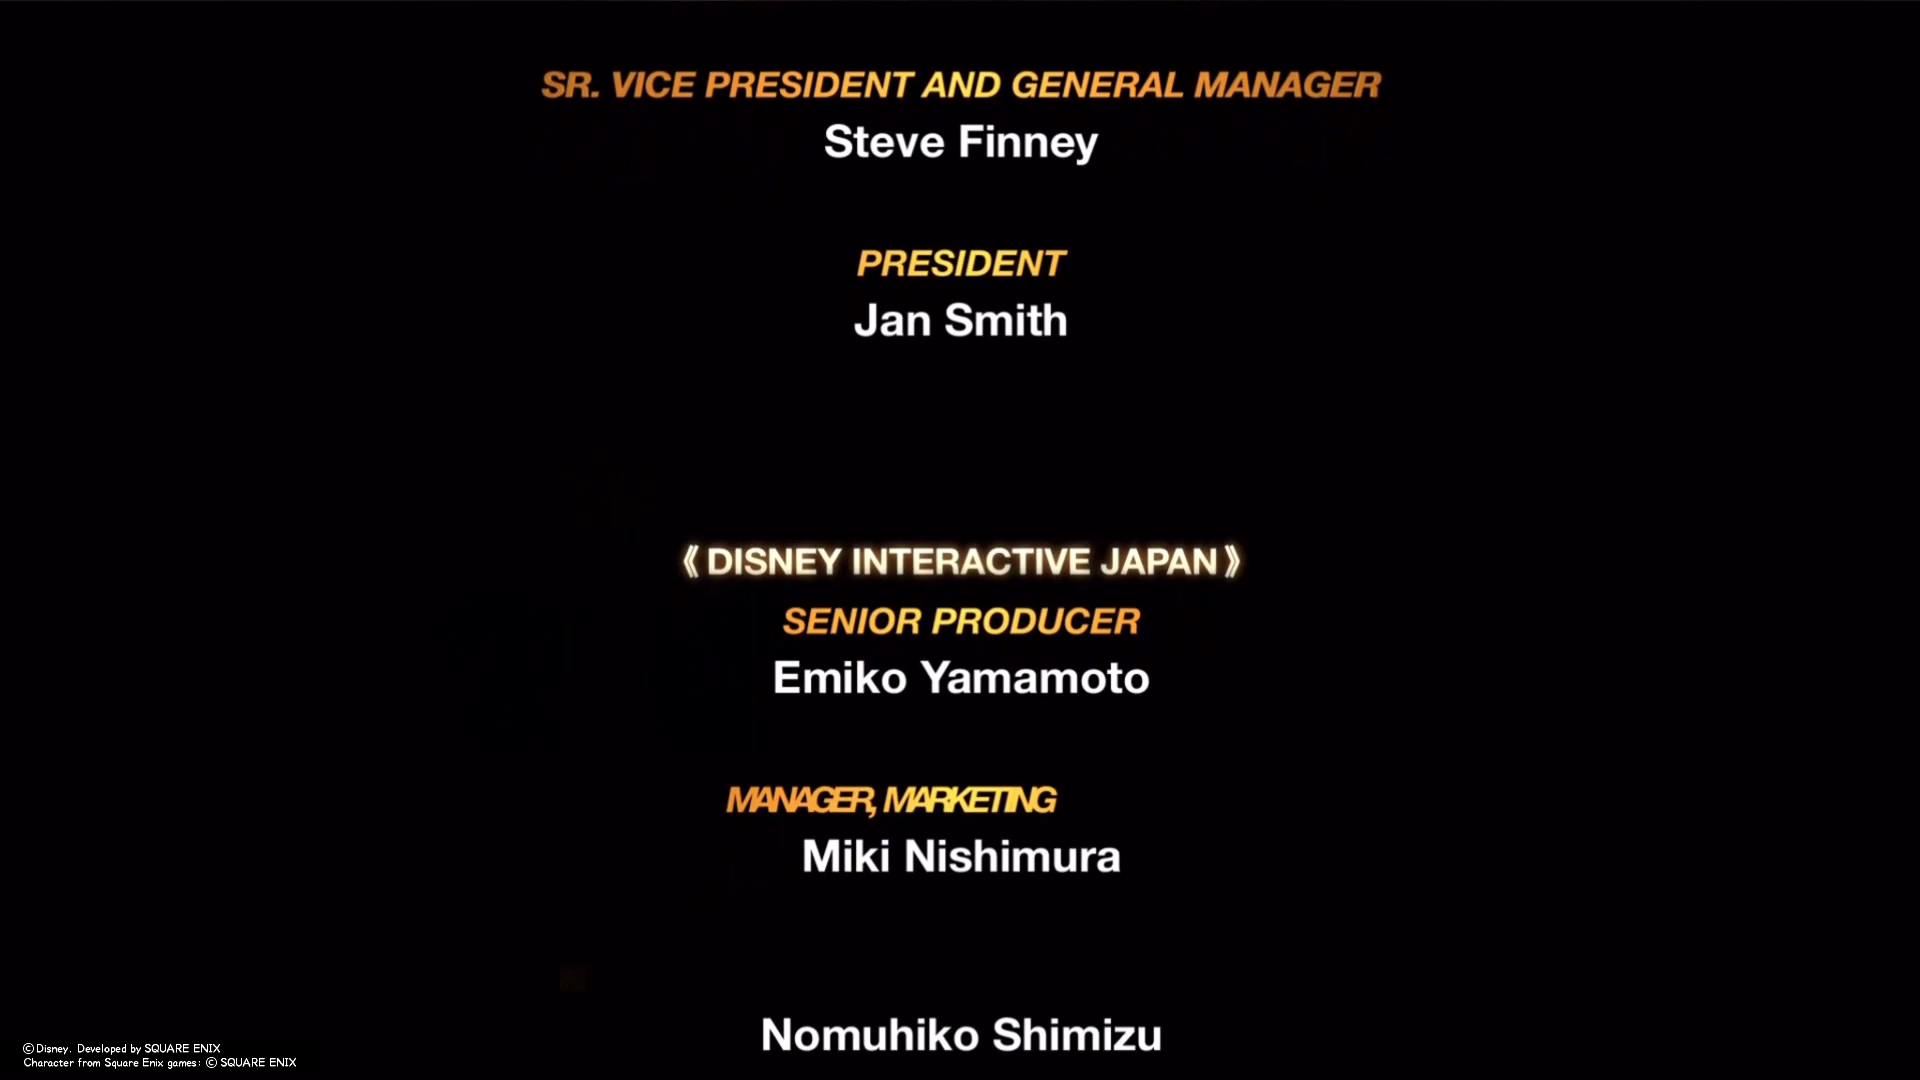 SR. VICE PRESIDENT AND GENERAL MANAGER
Steve Finney
PRESIDENT
Jan Smith
《DISNEY INTERACTIVE JAPAN》
SENIOR PRODUCER
Emiko Yamamoto
MANAGER, MARKETING
Miki Nishimura
Nomuhiko Shimizu
©Disney. Developed by SQUARE ENIX
Character from Square Enix games: © SQUARE ENIX